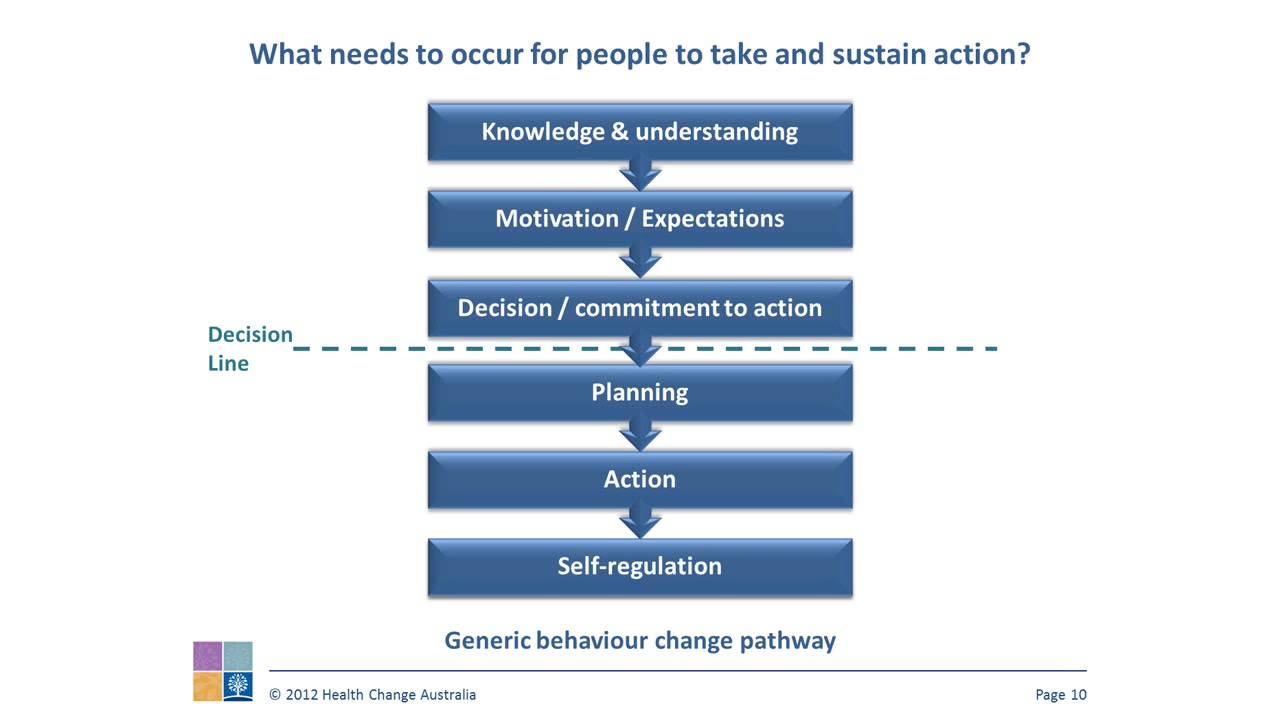 What needs to occur for people to take and sustain action?
Knowledge & understanding
Motivation / Expectations
Decision / commitment to action
Decision
Line
Planning
Action
Self-regulation
Generic behaviour change pathway
© 2012 Health Change Australia
Page 10